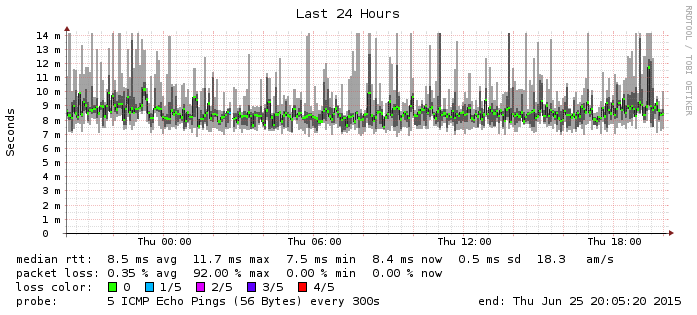 Last 24 Hours
RRDTOOL / TOBI OETIKER
Seconds
14 m
13 m
12 m
11 m
10 m
9 m
8 m
7 m
6 m
5 m
4 m
3 m
2 m
1 m
0
Thu 00:00 Thu 06:00 Thu 12:00 Thu 18:00
median rtt: 8.5 ms avg 11.7 ms max 7.5 ms min 8.4 ms now 0.5 ms sd 18.3 am/s
packet loss: 0.35 % avg 92.00 % max 0.00 % min 0.00 % now
loss color: 0 1/5 2/5 3/5 4/5
probe: 5 ICMP Echo Pings (56 Bytes) every 300s end: Thu Jun 25 20:05:20 2015